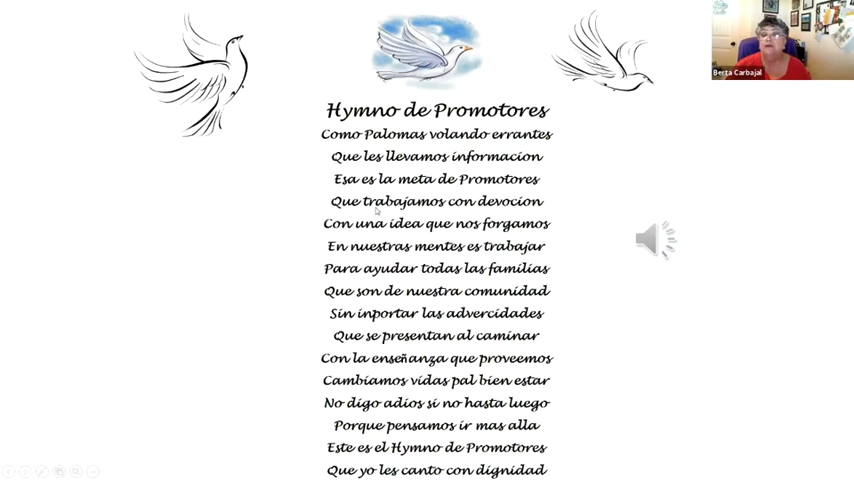 Berta Carbajal
Hymno de Promotores
Como Palomas volando errantes
Que les llevamos informacion
Esa es la meta de Promotores
Que trabajamos con devocion
Con una idea que nos forgamos
En nuestras mentes es trabajar
Para ayudar todas las familias
Que son de nuestra comunidad
Sin inportar las advercidades
Que se presentan al caminar
Con la enseñanza que proveemos
Cambiamos vidas pal bien estar
No digo adios si no hasta luego
Porque pensamos ir mas alla
Este es el Hymno de Promotores
Que yo les canto con dignidad